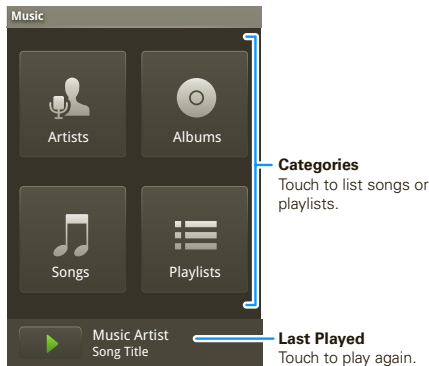 Music
Artists
Albums
Songs
Playlists
Music Artist
Song Title
Categories
Touch to list songs or
playlists.
Last Played
Touch to play again.